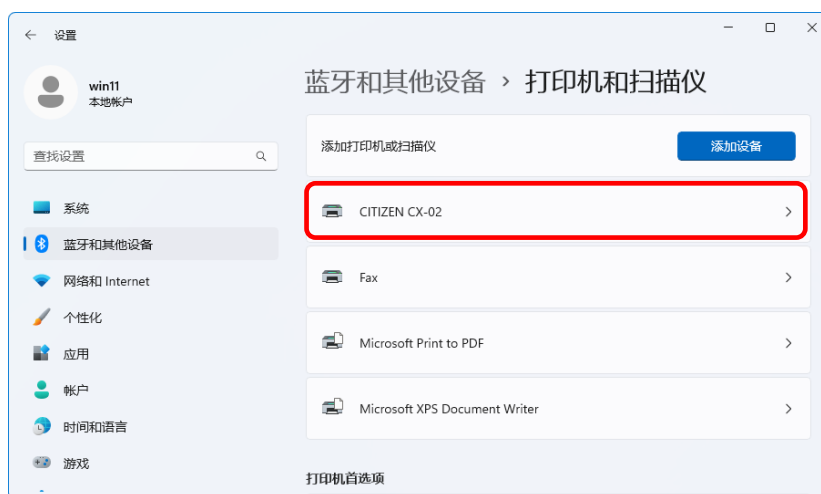 设置
win11
本地帐户
查找设置
系统
蓝牙和其他设备
网络和 Internet
个性化
应用
帐户
时间和语言
游戏
蓝牙和其他设备 › 打印机和扫描仪
添加打印机或扫描仪
添加设备
CITIZEN CX-02
Fax
Microsoft Print to PDF
Microsoft XPS Document Writer
打印机首选项